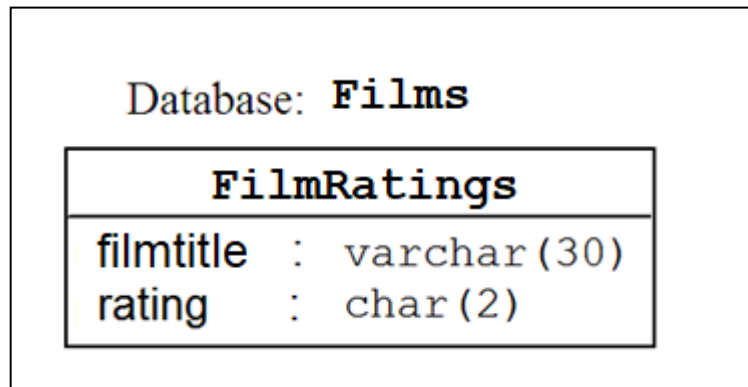 Database: Films
FilmRatings
filmtitle : varchar(30)
rating : char(2)